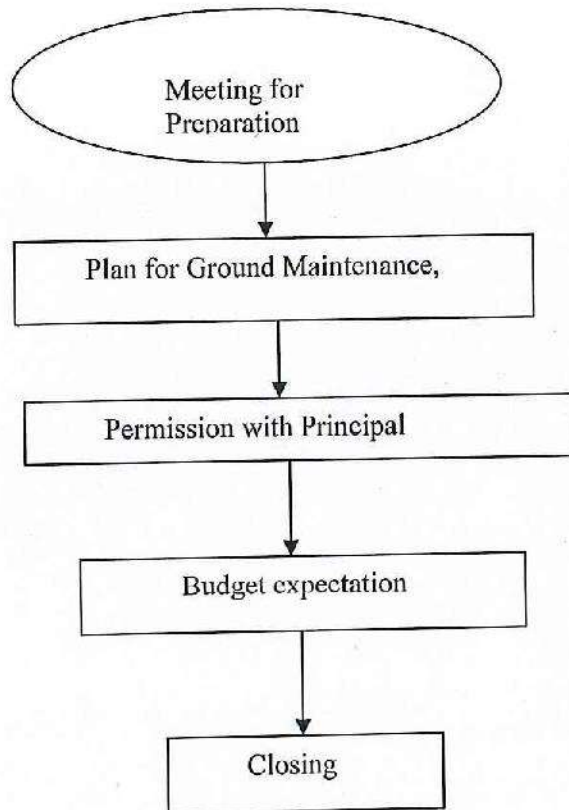 Meeting for
Preparation
Plan for Ground Maintenance,
Permission with Principal
Budget expectation
Closing